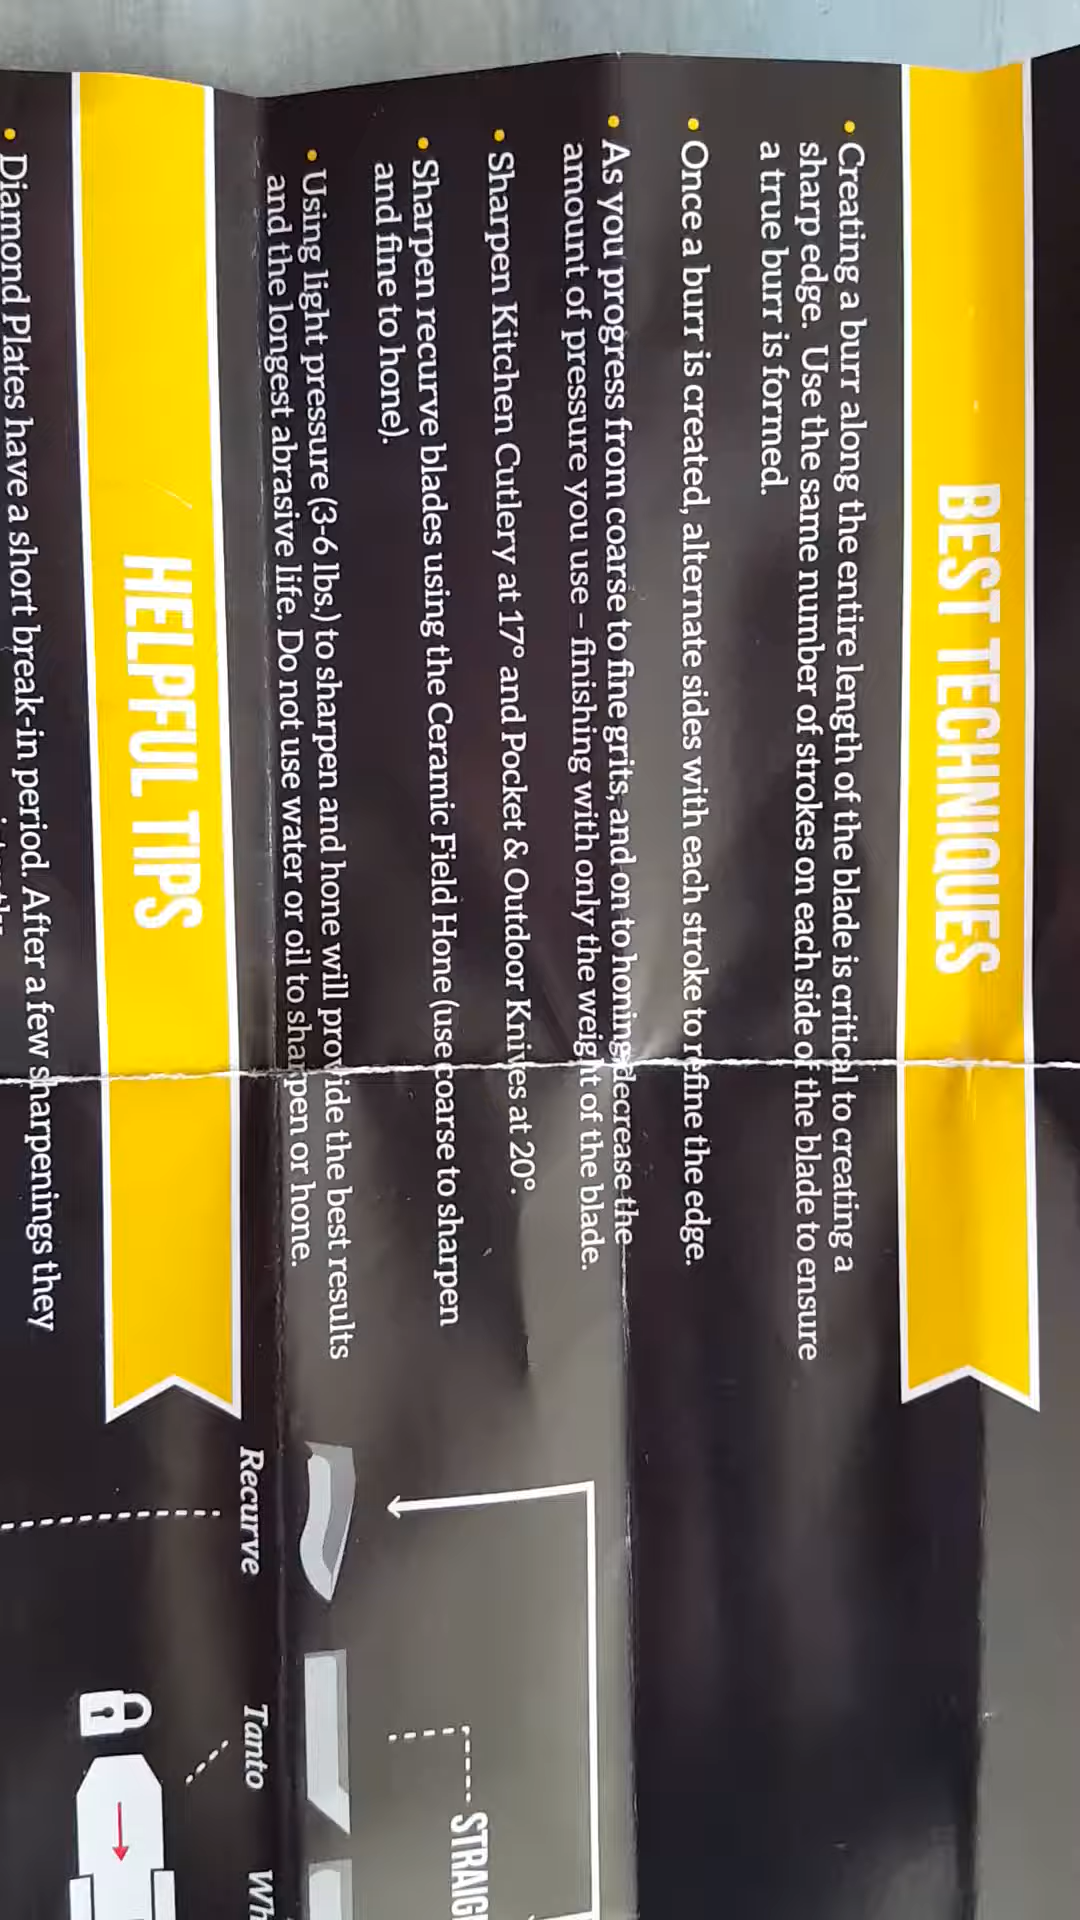 BEST TECHNIQUES
• Creating a burr along the entire length of the blade is critical to creating a
sharp edge. Use the same number of strokes on each side of the blade to ensure
a true burr is formed.
• Once a burr is created, alternate sides with each stroke to refine the edge.
• As you progress from coarse to fine grits, and on to honing, decrease the
amount of pressure you use – finishing with only the weight of the blade.
• Sharpen Kitchen Cutlery at 17° and Pocket & Outdoor Knives at 20°.
• Sharpen recurve blades using the Ceramic Field Hone (use coarse to sharpen
and fine to hone).
• Using light pressure (3-6 lbs.) to sharpen and hone will provide the best results
and the longest abrasive life. Do not use water or oil to sharpen or hone.
HELPFUL TIPS
• Diamond Plates have a short break-in period. After a few sharpenings they
STRAIG
Recurve
Tanto
Wh